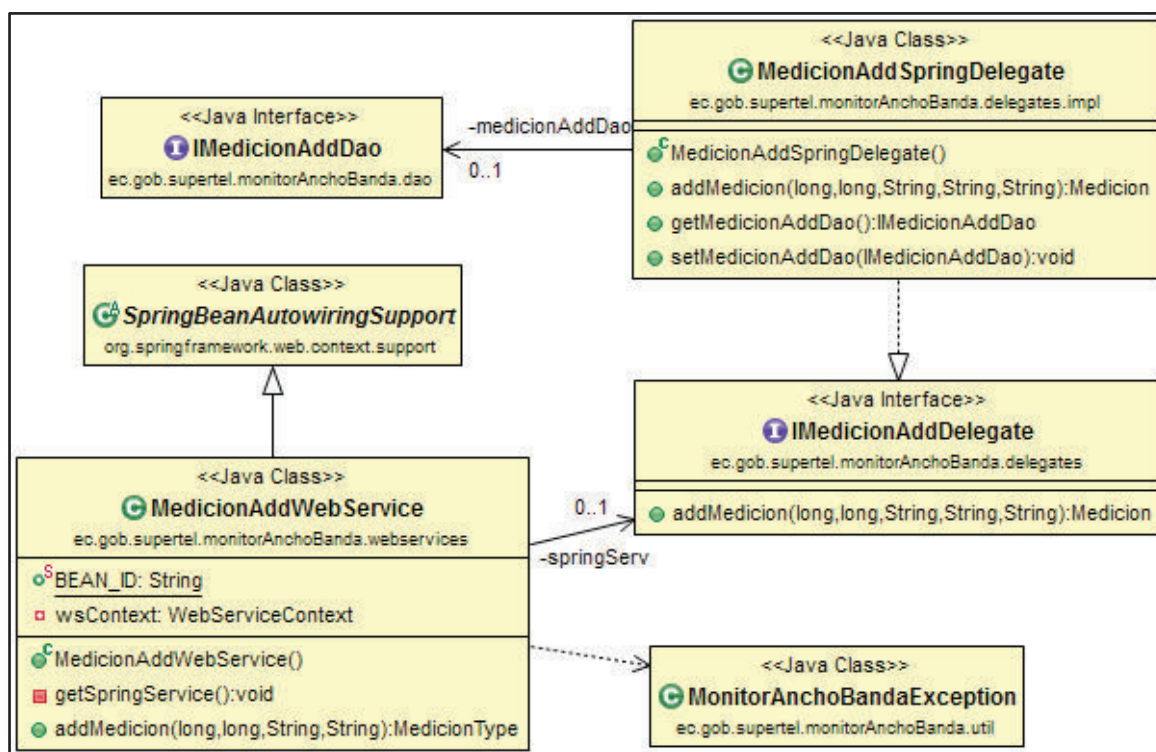 <<Java Class>>
MedicionAddSpringDelegate
ec.gob.supertel.monitorAnchoBanda.delegates.impl
MedicionAddSpringDelegate()
addMedicion(long,long,String,String,String):Medicion
getMedicionAddDao():IMedicionAddDao
setMedicionAddDao(IMedicionAddDao):void
<<Java Interface>>
IMedicionAddDao
ec.gob.supertel.monitorAnchoBanda.dao
-medicionAddDao
0..1
<<Java Class>>
SpringBeanAutowiringSupport
org.springframework.web.context.support
<<Java Interface>>
IMedicionAddDelegate
ec.gob.supertel.monitorAnchoBanda.delegates
addMedicion(long,long,String,String,String):Medicion
<<Java Class>>
MedicionAddWebService
ec.gob.supertel.monitorAnchoBanda.webservices
BEAN_ID: String
wsContext: WebServiceContext
MedicionAddWebService()
getSpringService():void
addMedicion(long,long,String,String):MedicionType
0..1
-springServ
<<Java Class>>
MonitorAnchoBandaException
ec.gob.supertel.monitorAnchoBanda.util